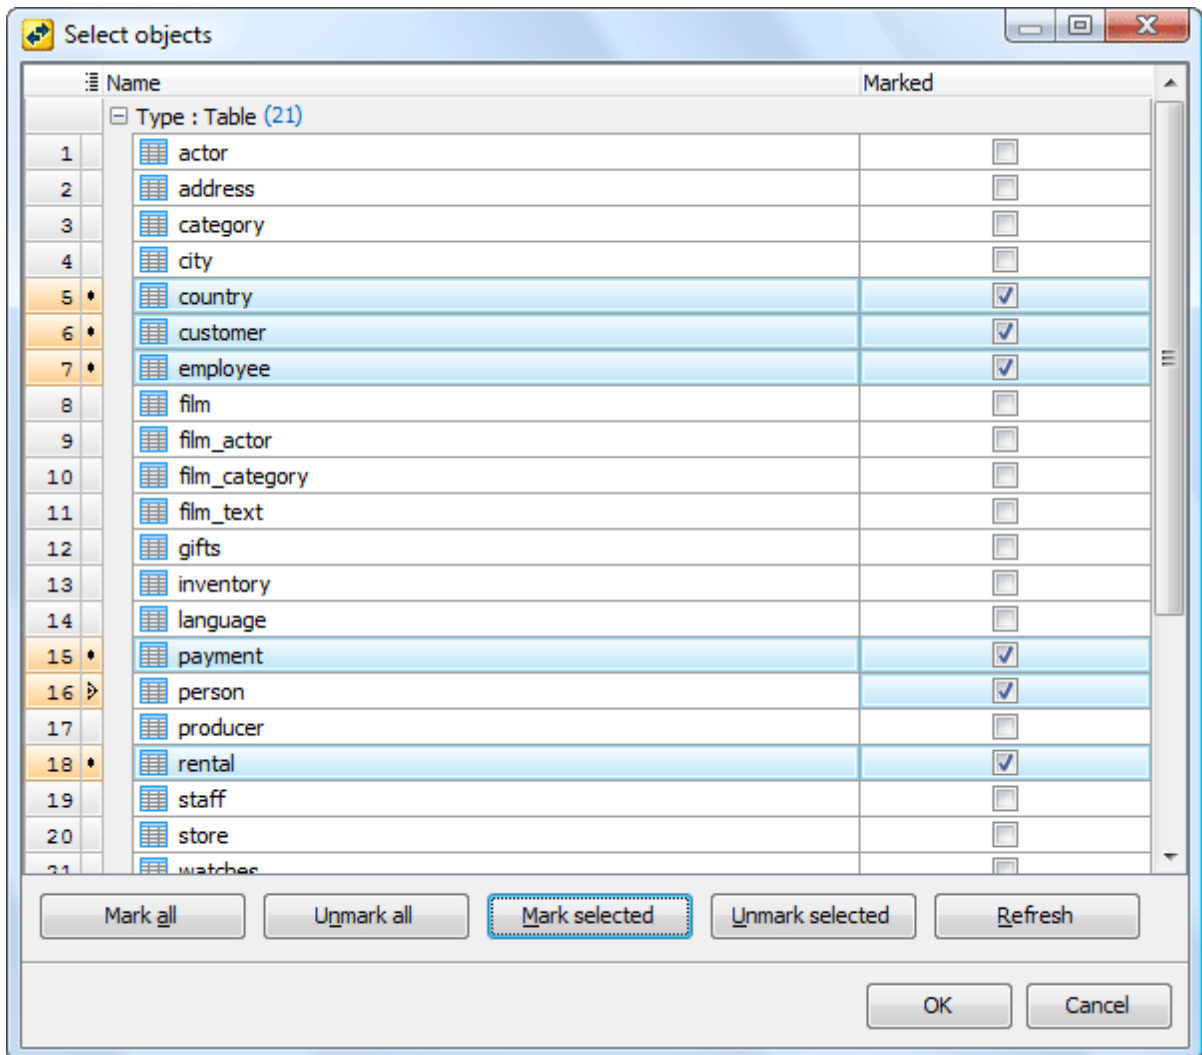 Select objects
Name Marked
Type : Table (21)
1 actor
2 address
3 category
4 city
5 country
6 customer
7 employee
8 film
9 film_actor
10 film_category
11 film_text
12 gifts
13 inventory
14 language
15 payment
16 person
17 producer
18 rental
19 staff
20 store
21 watches
Mark all Unmark all Mark selected Unmark selected Refresh
OK Cancel